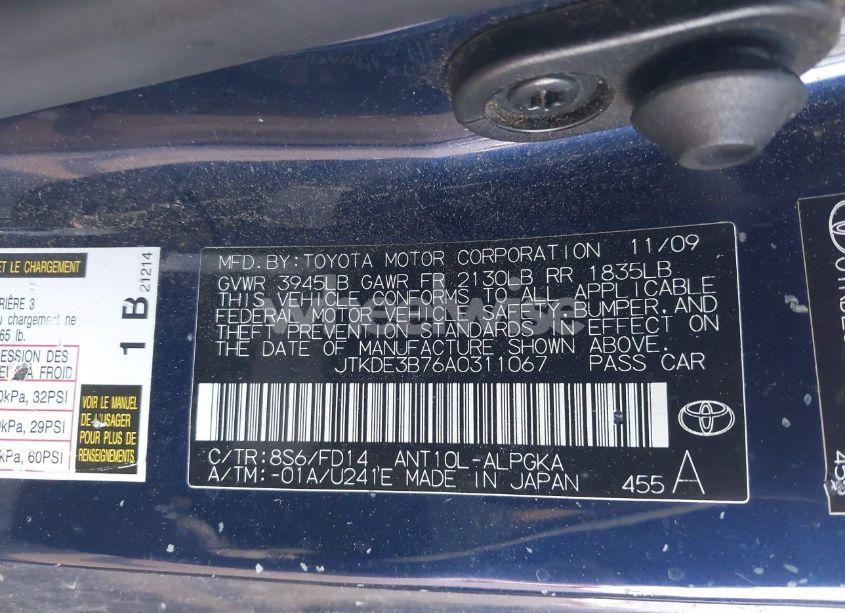 ET LE CHARGEMENT
RIÈRE 3
u chargement ne
65 lb.
ESSION DES
À FROID
kPa, 32PSI
kPa, 29PSI
kPa, 60PSI
1 B 21214
VOIR LE MANUEL
DE L'USAGER
POUR PLUS DE
RENSEIGNEMENTS
MFD.BY:TOYOTA MOTOR CORPORATION 11/09
GVWR 3945LB GAWR FR 2130LB RR 1835LB
THIS VEHICLE CONFORMS TO ALL APPLICABLE
FEDERAL MOTOR VEHICLE SAFETY,BUMPER,AND
THEFT PREVENTION STANDARDS IN EFFECT ON
THE DATE OF MANUFACTURE SHOWN ABOVE.
JTKDE3B76A0311067 PASS CAR
C/TR:8S6/FD14 ANT10L-ALPGKA
A/TM:-01A/U241E MADE IN JAPAN 455 A